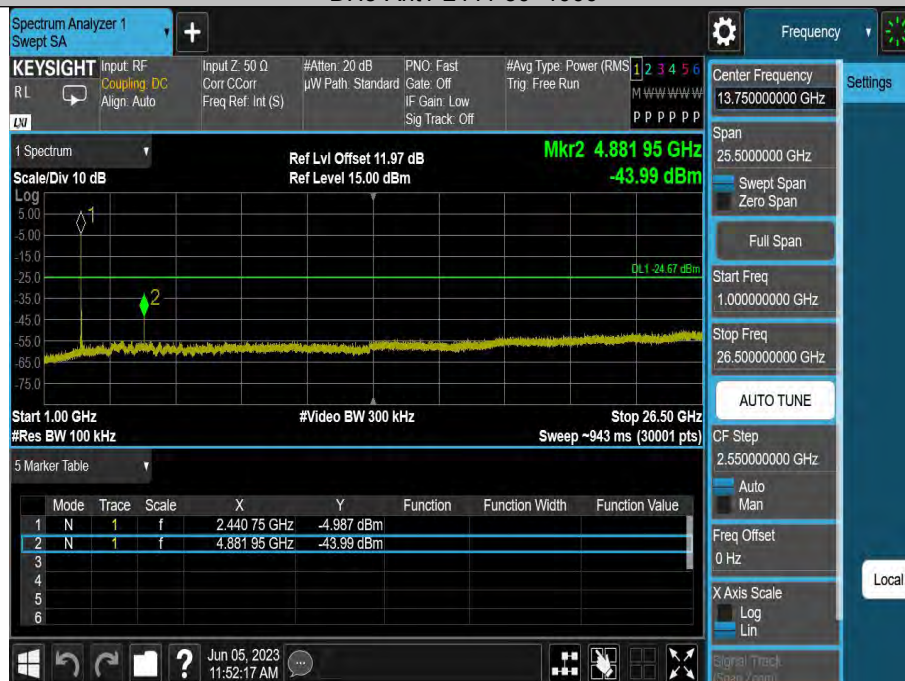 Spectrum Analyzer 1
Swept SA
+
Frequency
KEYSIGHT
RL
LXI
Input: RF
Coupling: DC
Align: Auto
Input Z: 50 Ω
Corr CCorr
Freq Ref: Int (S)
#Atten: 20 dB
µW Path: Standard
PNO: Fast
Gate: Off
IF Gain: Low
Sig Track: Off
#Avg Type: Power (RMS
Trig: Free Run
1 2 3 4 5 6
M W W W W W
P P P P P P
1 Spectrum
Scale/Div 10 dB
Ref Lvl Offset 11.97 dB
Ref Level 15.00 dBm
Mkr2 4.881 95 GHz
-43.99 dBm
Log
5.00
-5.00
-15.0
-25.0
-35.0
-45.0
-55.0
-65.0
-75.0
1
2
DL1 -24.67 dBm
Start 1.00 GHz
#Video BW 300 kHz
Stop 26.50 GHz
#Res BW 100 kHz
Sweep ~943 ms (30001 pts)
5 Marker Table
Mode Trace Scale X Y Function Function Width Function Value
1 N 1 f 2.440 75 GHz -4.987 dBm
2 N 1 f 4.881 95 GHz -43.99 dBm
3
4
5
6
?
Jun 05, 2023
11:52:17 AM
Center Frequency
13.750000000 GHz
Settings
Span
25.5000000 GHz
Swept Span
Zero Span
Full Span
Start Freq
1.000000000 GHz
Stop Freq
26.500000000 GHz
AUTO TUNE
CF Step
2.550000000 GHz
Auto
Man
Freq Offset
0 Hz
Local
X Axis Scale
Log
Lin
Signal Track
(Span Zoom)